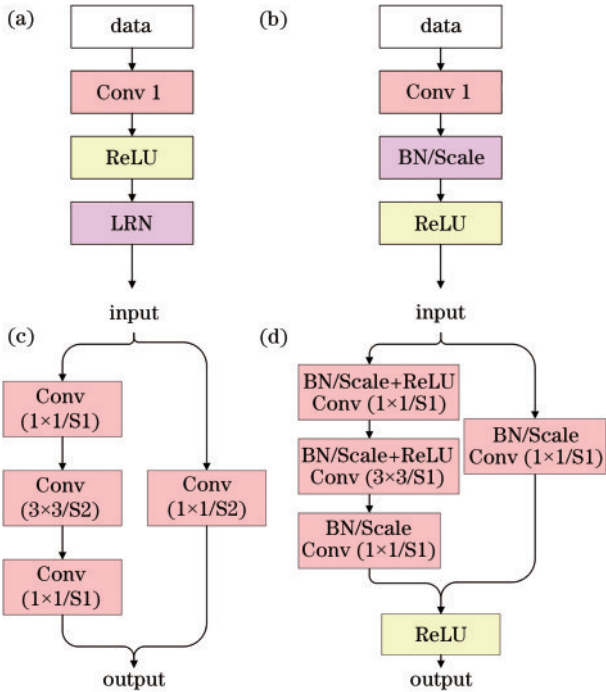 (a)
data
Conv 1
ReLU
LRN
(b)
data
Conv 1
BN/Scale
ReLU
(c)
input
Conv
(1×1/S1)
Conv
(3×3/S2)
Conv
(1×1/S1)
Conv
(1×1/S2)
output
(d)
input
BN/Scale+ReLU
Conv (1×1/S1)
BN/Scale+ReLU
Conv (3×3/S1)
BN/Scale
Conv (1×1/S1)
BN/Scale
Conv (1×1/S1)
ReLU
output